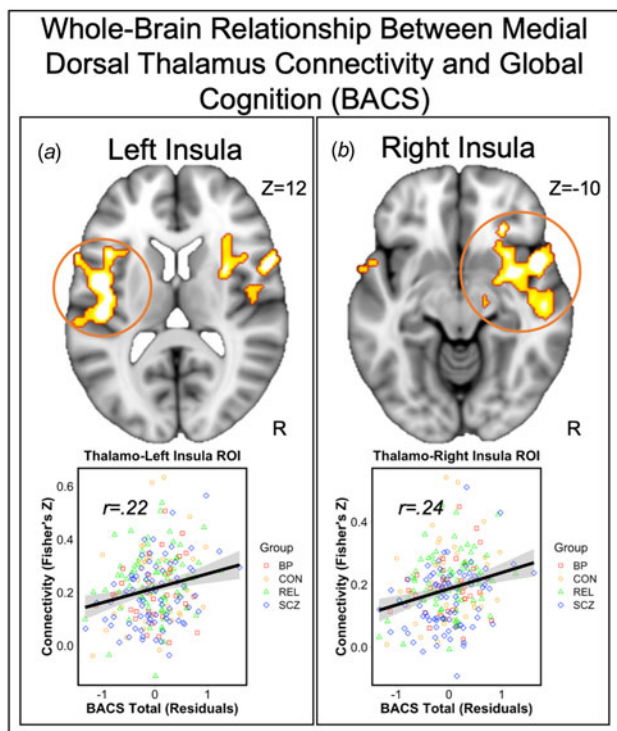 Whole-Brain Relationship Between Medial
Dorsal Thalamus Connectivity and Global
Cognition (BACS)
(a) Left Insula
Z=12
R
Thalamo-Left Insula ROI
Connectivity (Fisher's Z)
0.6
0.4
0.2
0.0
r=.22
Group
BP
CON
REL
SCZ
-1 0 1
BACS Total (Residuals)
(b) Right Insula
Z=-10
R
Thalamo-Right Insula ROI
Connectivity (Fisher's Z)
0.4
0.2
0.0
r=.24
Group
BP
CON
REL
SCZ
-1 0 1
BACS Total (Residuals)